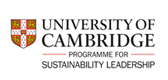 UNIVERSITY OF
CAMBRIDGE
PROGRAMME FOR
SUSTAINABILITY LEADERSHIP